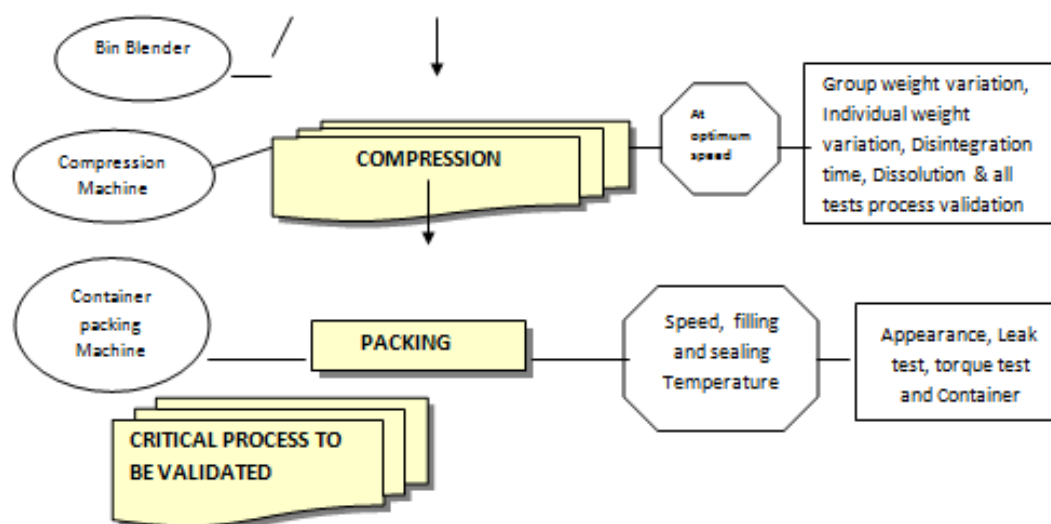 Bin Blender
Compression
Machine
COMPRESSION
At
optimum
speed
Group weight variation,
Individual weight
variation, Disintegration
time, Dissolution & all
tests process validation
Container
packing
Machine
PACKING
Speed, filling
and sealing
Temperature
Appearance, Leak
test, torque test
and Container
CRITICAL PROCESS TO
BE VALIDATED